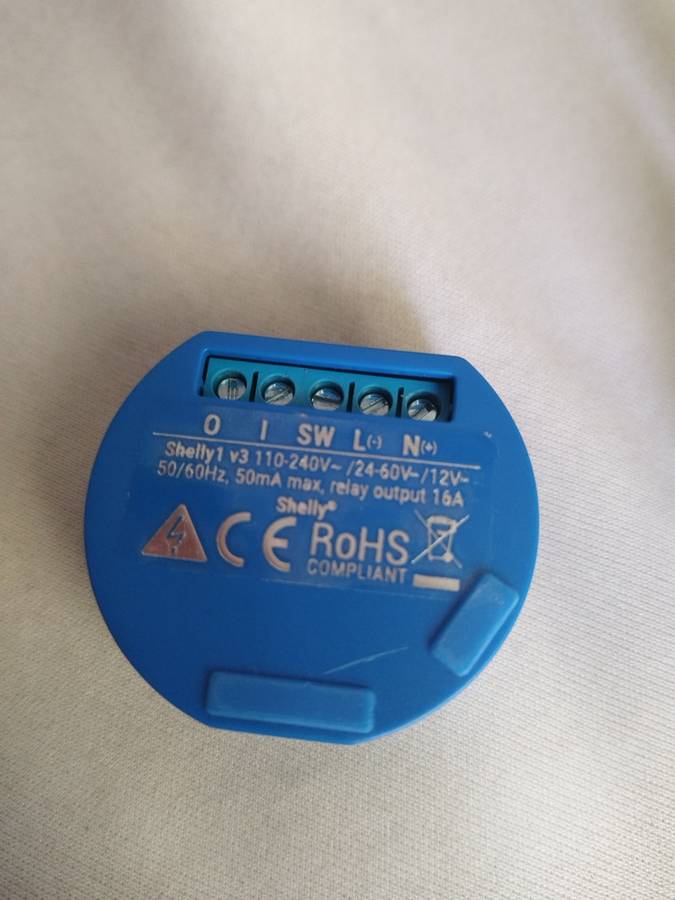 O I SW L(-) N(+)
Shelly1 v3 110-240V~ /24-60V⎓/12V⎓
50/60Hz, 50mA max, relay output 16A
Shelly®
CE RoHS
COMPLIANT